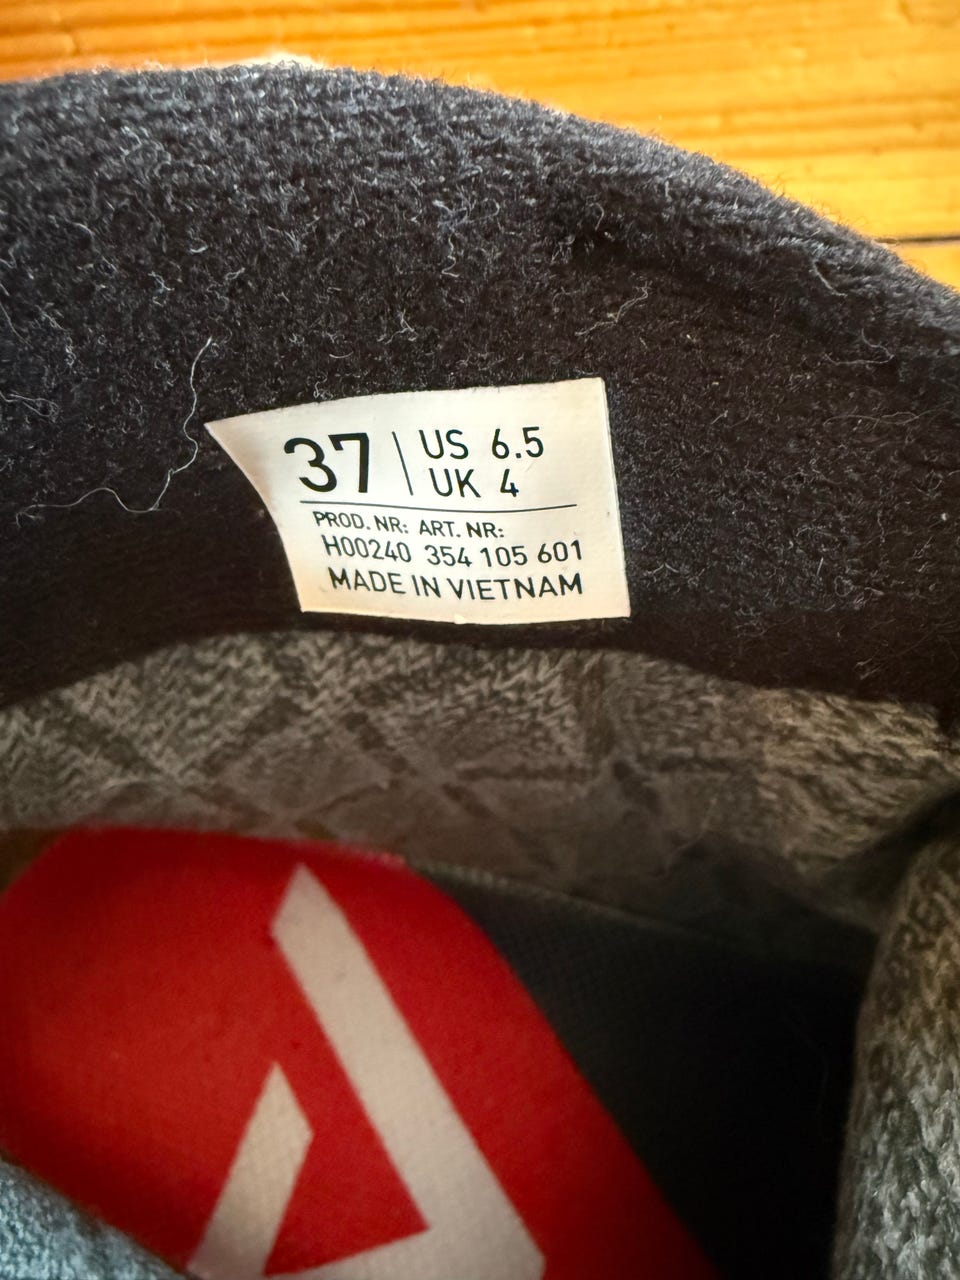 37 | US 6.5
UK 4
PROD. NR: ART. NR:
H00240 354 105 601
MADE IN VIETNAM